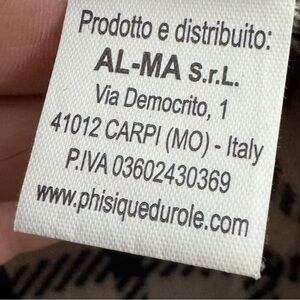 Prodotto e distribuito:
AL-MA S.r.L.
Via Democrito, 1
41012 CARPI (MO) - Italy
P.IVA 03602430369
www.phisiquedurole.com